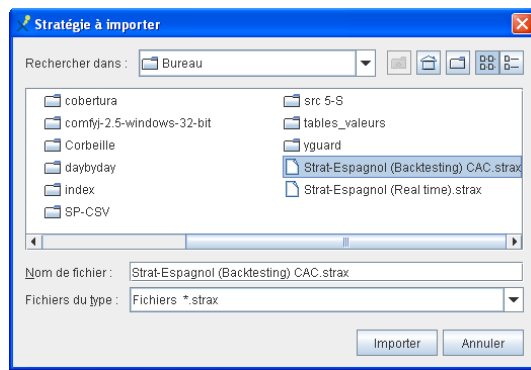 Stratégie à importer
Rechercher dans :
Bureau
cobertura
comfyj-2.5-windows-32-bit
Corbeille
daybyday
index
SP-CSV
src 5-S
tables_valeurs
yguard
Strat-Espagnol (Backtesting) CAC.strax
Strat-Espagnol (Real time).strax
Nom de fichier :
Strat-Espagnol (Backtesting) CAC.strax
Fichiers du type :
Fichiers *.strax
Importer
Annuler